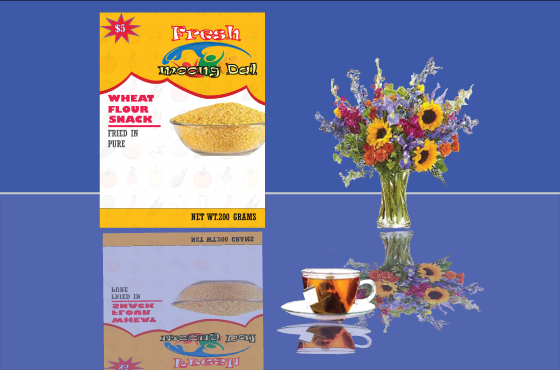 $5
Fresh
moong Dal
WHEAT
FLOUR
SNACK
FRIED IN
PURE
NET WT.200 GRAMS